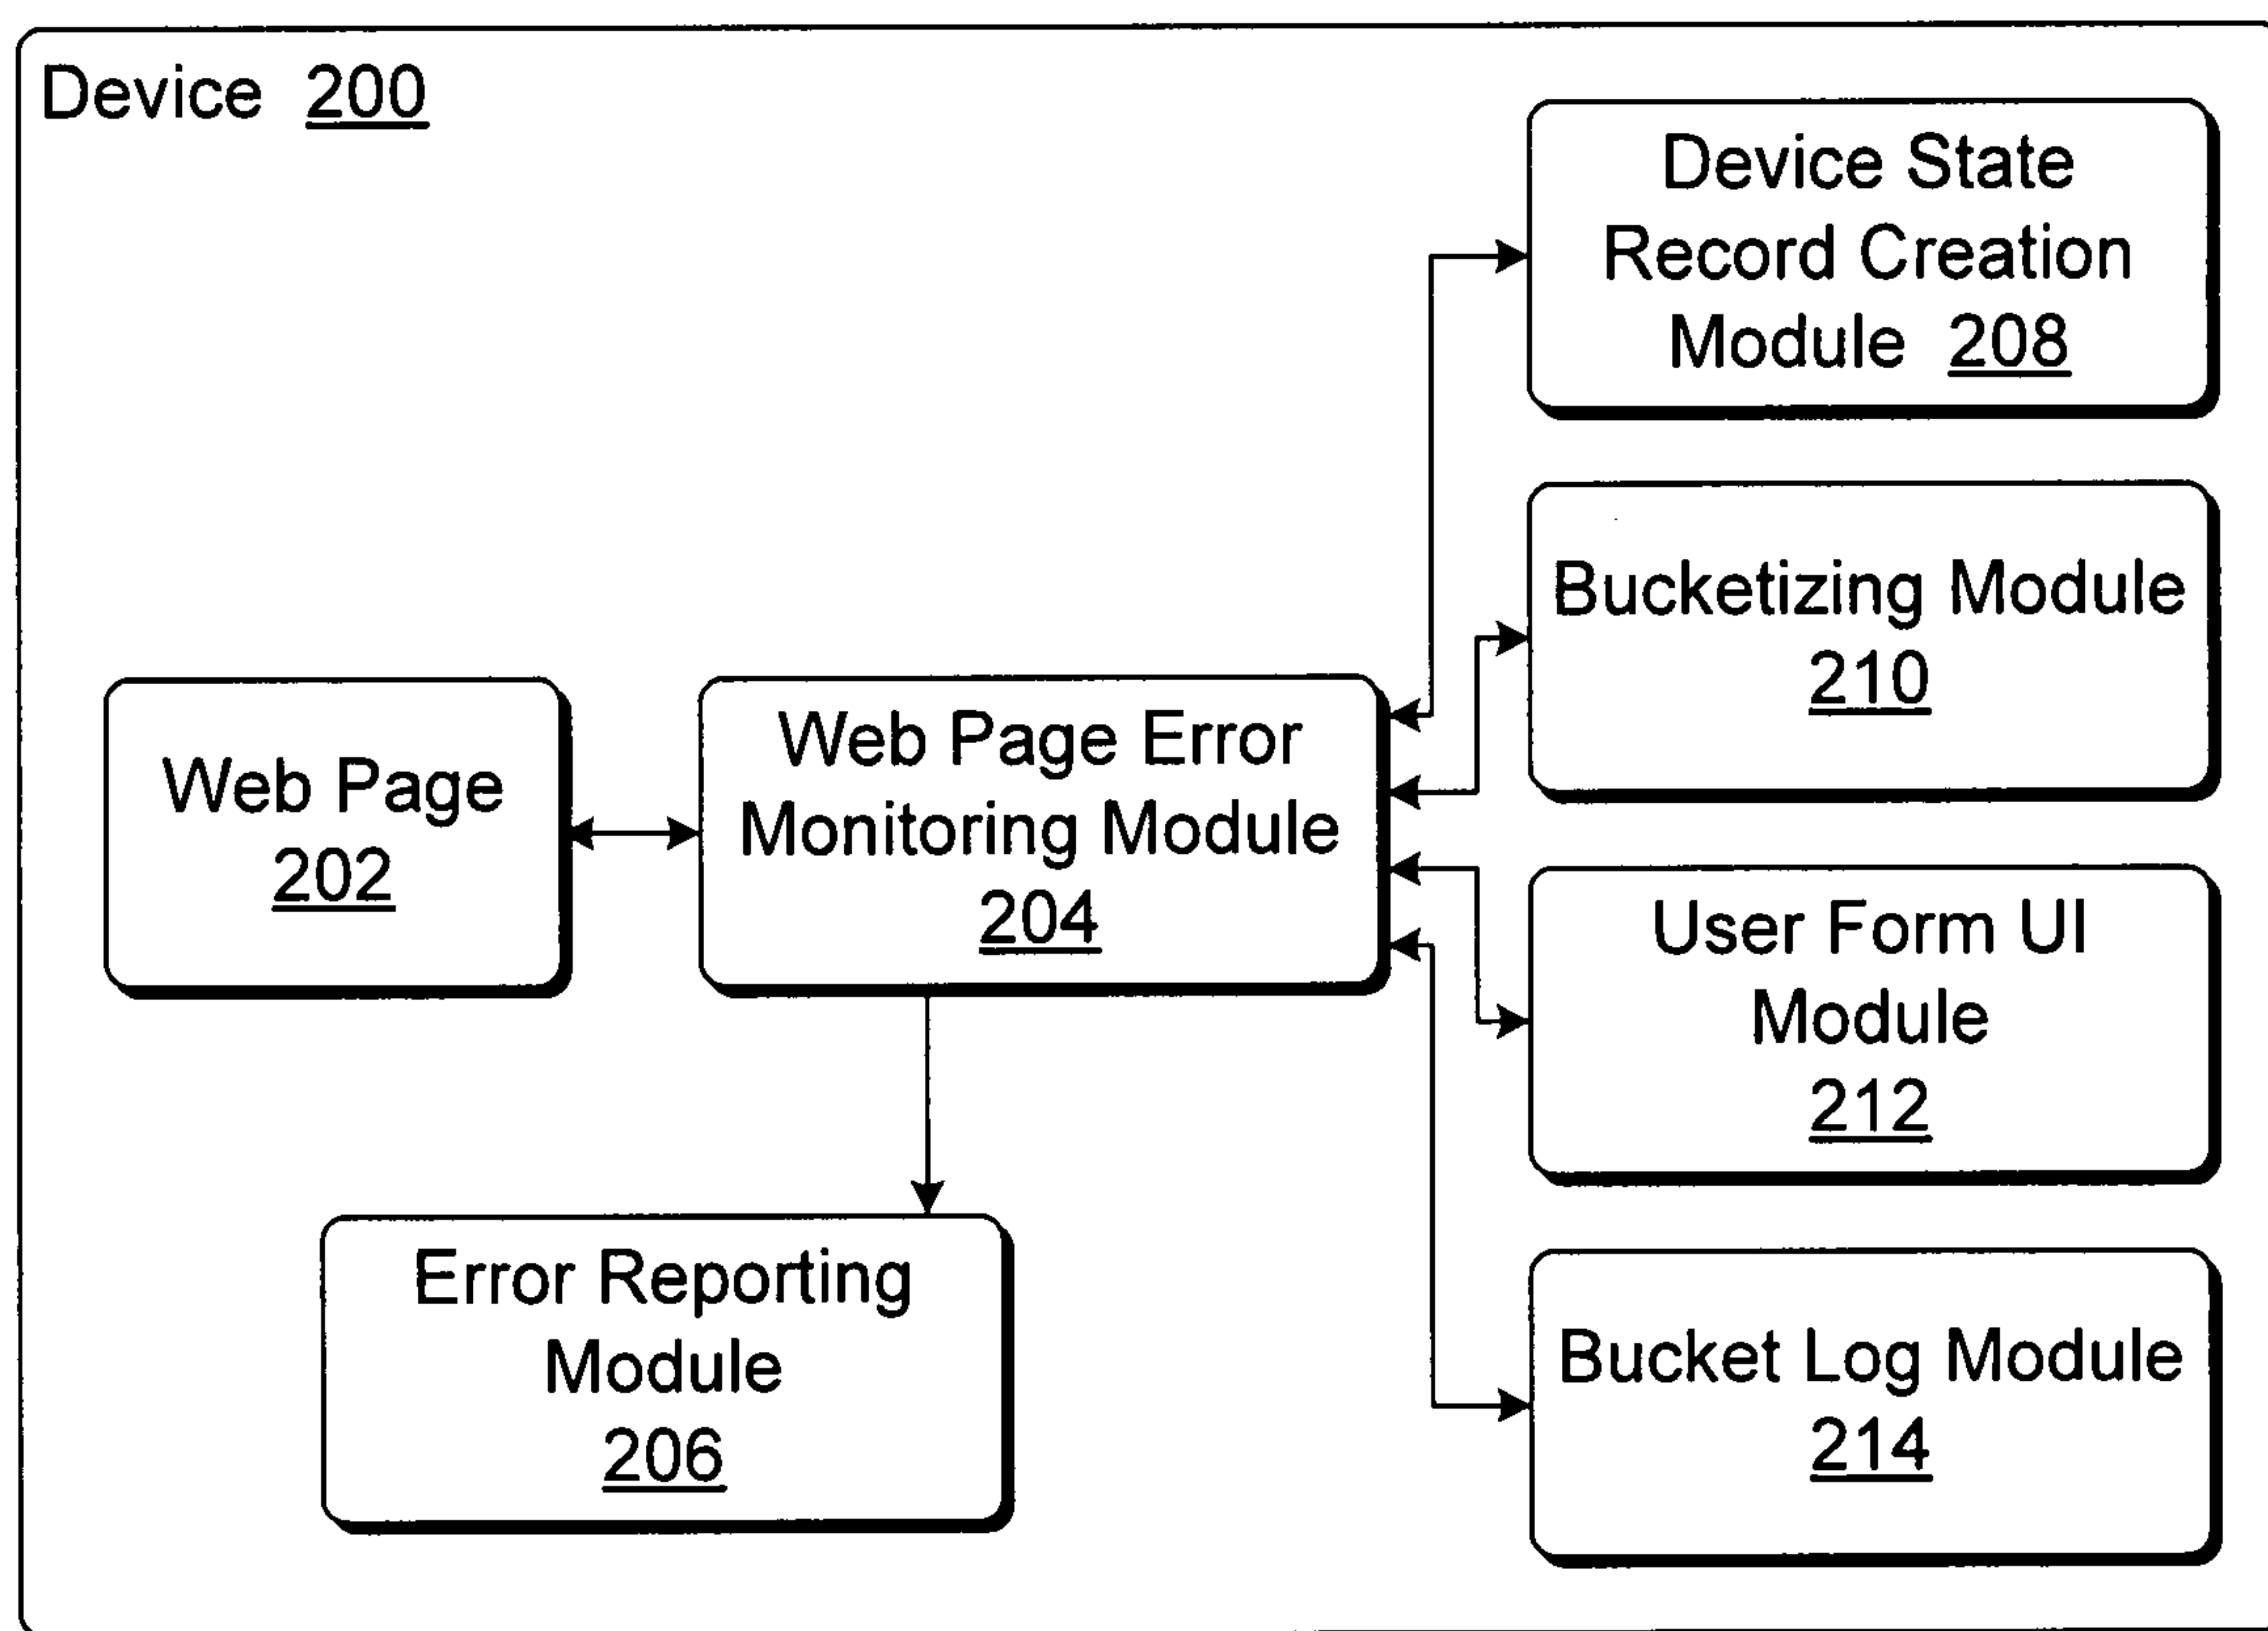 Device 200
Device State
Record Creation
Module 208
Bucketizing Module
210
Web Page
202
Web Page Error
Monitoring Module
204
User Form UI
Module
212
Error Reporting
Module
206
Bucket Log Module
214